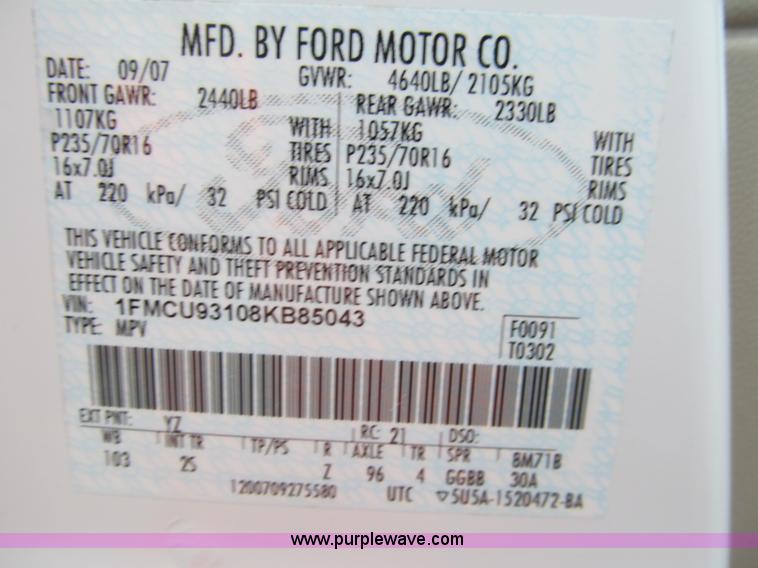 MFD. BY FORD MOTOR CO.
DATE: 09/07 GVWR: 4640LB/ 2105KG
FRONT GAWR: 2440LB REAR GAWR: 2330LB
1107KG WITH 1057KG WITH
P235/70R16 TIRES P235/70R16 TIRES
16x7.0J RIMS 16x7.0J RIMS
AT 220 kPa/ 32 PSI COLD AT 220 kPa/ 32 PSI COLD
THIS VEHICLE CONFORMS TO ALL APPLICABLE FEDERAL MOTOR
VEHICLE SAFETY AND THEFT PREVENTION STANDARDS IN
EFFECT ON THE DATE OF MANUFACTURE SHOWN ABOVE.
VIN: 1FMCU93108KB85043
TYPE: MPV
F0091
T0302
EXT PNT: YZ RC: 21 DSO:
WB INT TR TP/PS R AXLE TR SPR BM71B
103 2S Z 96 4 GGBB 30A
1200709275580 UTC ▽5U5A-1520472-BA
Ford
www.purplewave.com